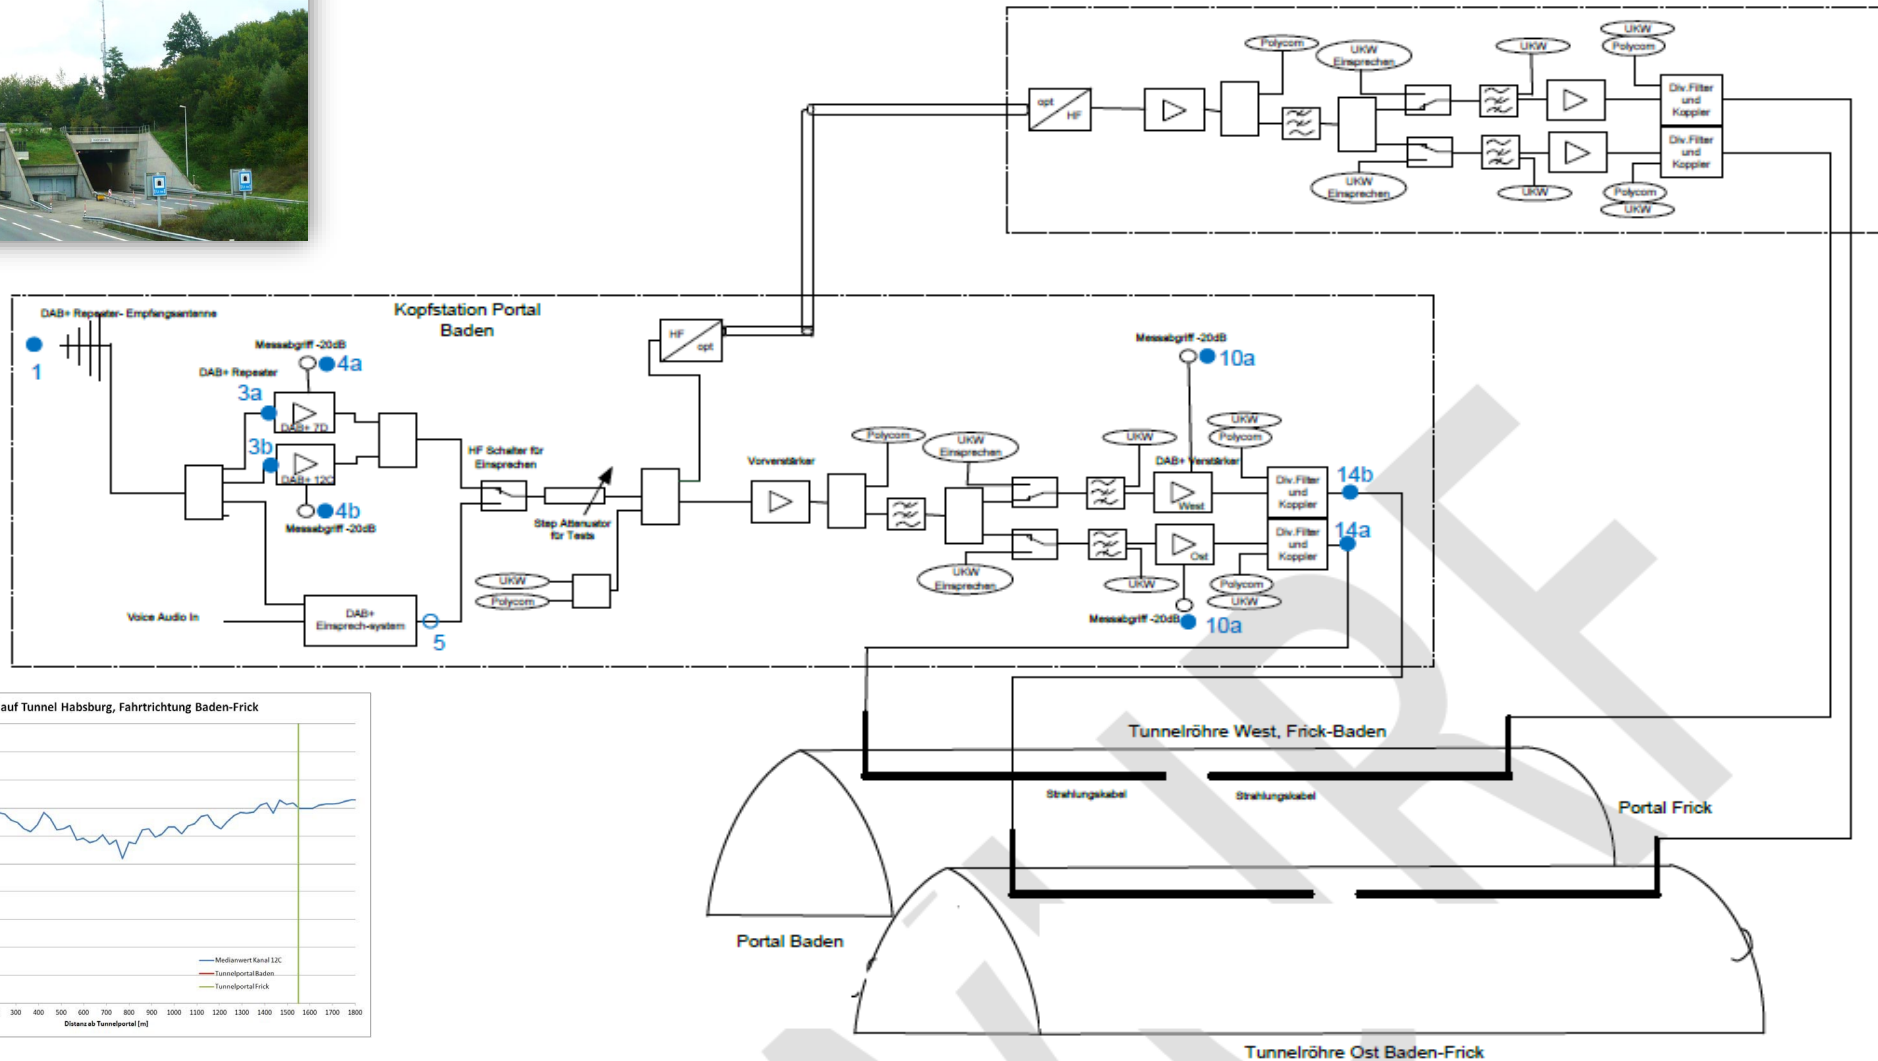 UKW
Polycom
Polycom
UKW
Einsprechen
UKW
opt
HF
Div.Filter
und
Koppler
Div.Filter
und
Koppler
UKW
Einsprechen
UKW
Polycom
UKW
DAB+ Repeater- Empfangsantenne
1
Kopfstation Portal
Baden
HF
opt
Messabgriff -20dB
4a
DAB+ Repeater
3a
DAB+ 7D
3b
DAB+ 12C
4b
Messabgriff -20dB
HF Schalter für
Einsprechen
Step Attenuator
für Tests
UKW
Polycom
Voice Audio In
DAB+
Einsprech-system
5
Vorverstärker
Polycom
UKW
Einsprechen
UKW
Messabgriff -20dB
10a
DAB+ Verstärker
West
UKW
Polycom
Div.Filter
und
Koppler
14b
Div.Filter
und
Koppler
14a
Ost
UKW
Einsprechen
UKW
Polycom
UKW
Messabgriff -20dB
10a
auf Tunnel Habsburg, Fahrtrichtung Baden-Frick
Medianwert Kanal 12C
Tunnelportal Baden
Tunnelportal Frick
300 400 500 600 700 800 900 1000 1100 1200 1300 1400 1500 1600 1700 1800
Distanz ab Tunnelportal [m]
Tunnelröhre West, Frick-Baden
Strahlungskabel
Strahlungskabel
Portal Frick
Portal Baden
Tunnelröhre Ost Baden-Frick